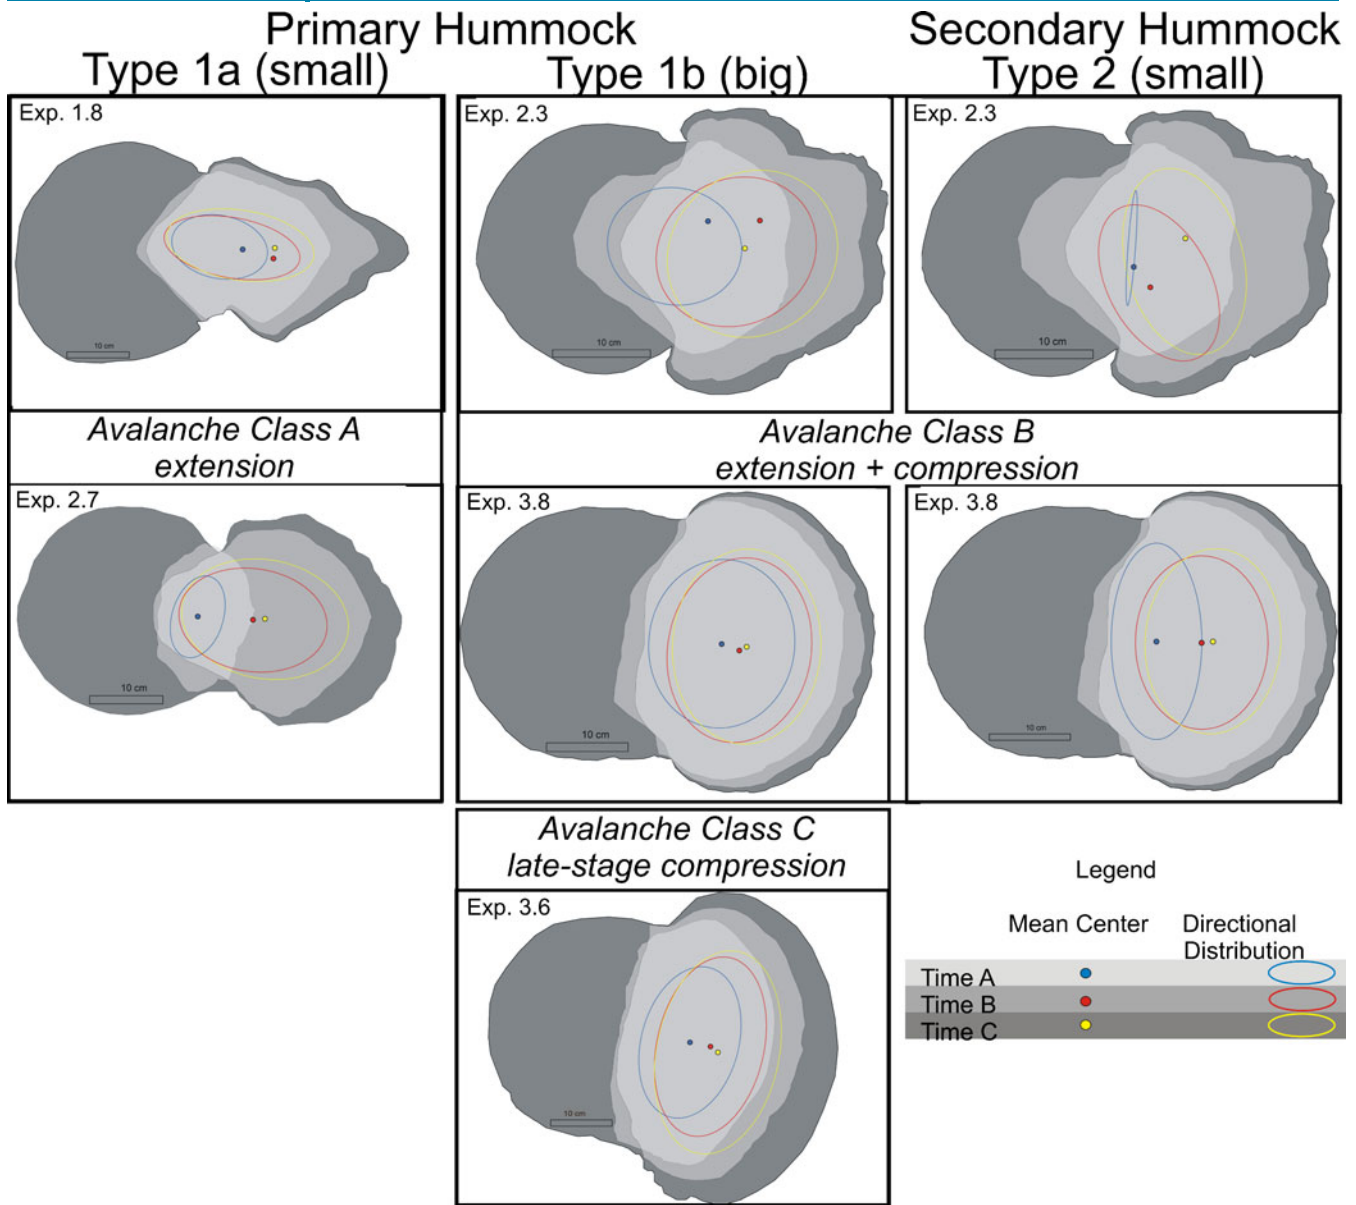 Primary Hummock
Secondary Hummock
Type 1a (small)
Type 1b (big)
Type 2 (small)
Exp. 1.8
10 cm
Exp. 2.3
10 cm
Exp. 2.3
10 cm
Avalanche Class A
extension
Avalanche Class B
extension + compression
Exp. 2.7
10 cm
Exp. 3.8
10 cm
Exp. 3.8
10 cm
Avalanche Class C
late-stage compression
Exp. 3.6
10 cm
Legend
Mean Center
Directional
Distribution
Time A
Time B
Time C